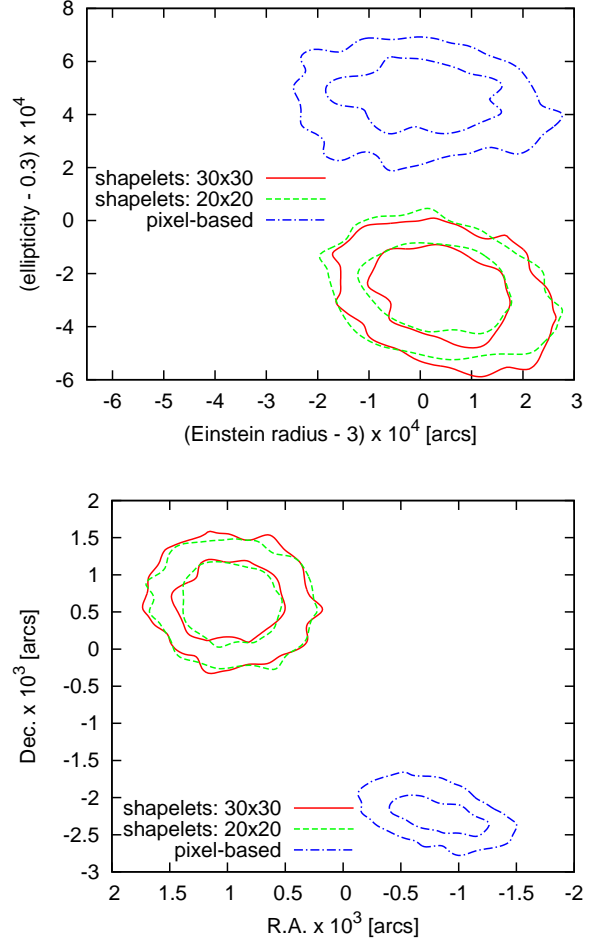 8
6
4
2
0
-2
-4
-6
(ellipticity - 0.3) x 10^4
shapelets: 30x30
shapelets: 20x20
pixel-based
-6 -5 -4 -3 -2 -1 0 1 2 3
(Einstein radius - 3) x 10^4 [arcs]
2
1.5
1
0.5
0
-0.5
-1
-1.5
-2
-2.5
-3
Dec. x 10^3 [arcs]
shapelets: 30x30
shapelets: 20x20
pixel-based
2 1.5 1 0.5 0 -0.5 -1 -1.5 -2
R.A. x 10^3 [arcs]